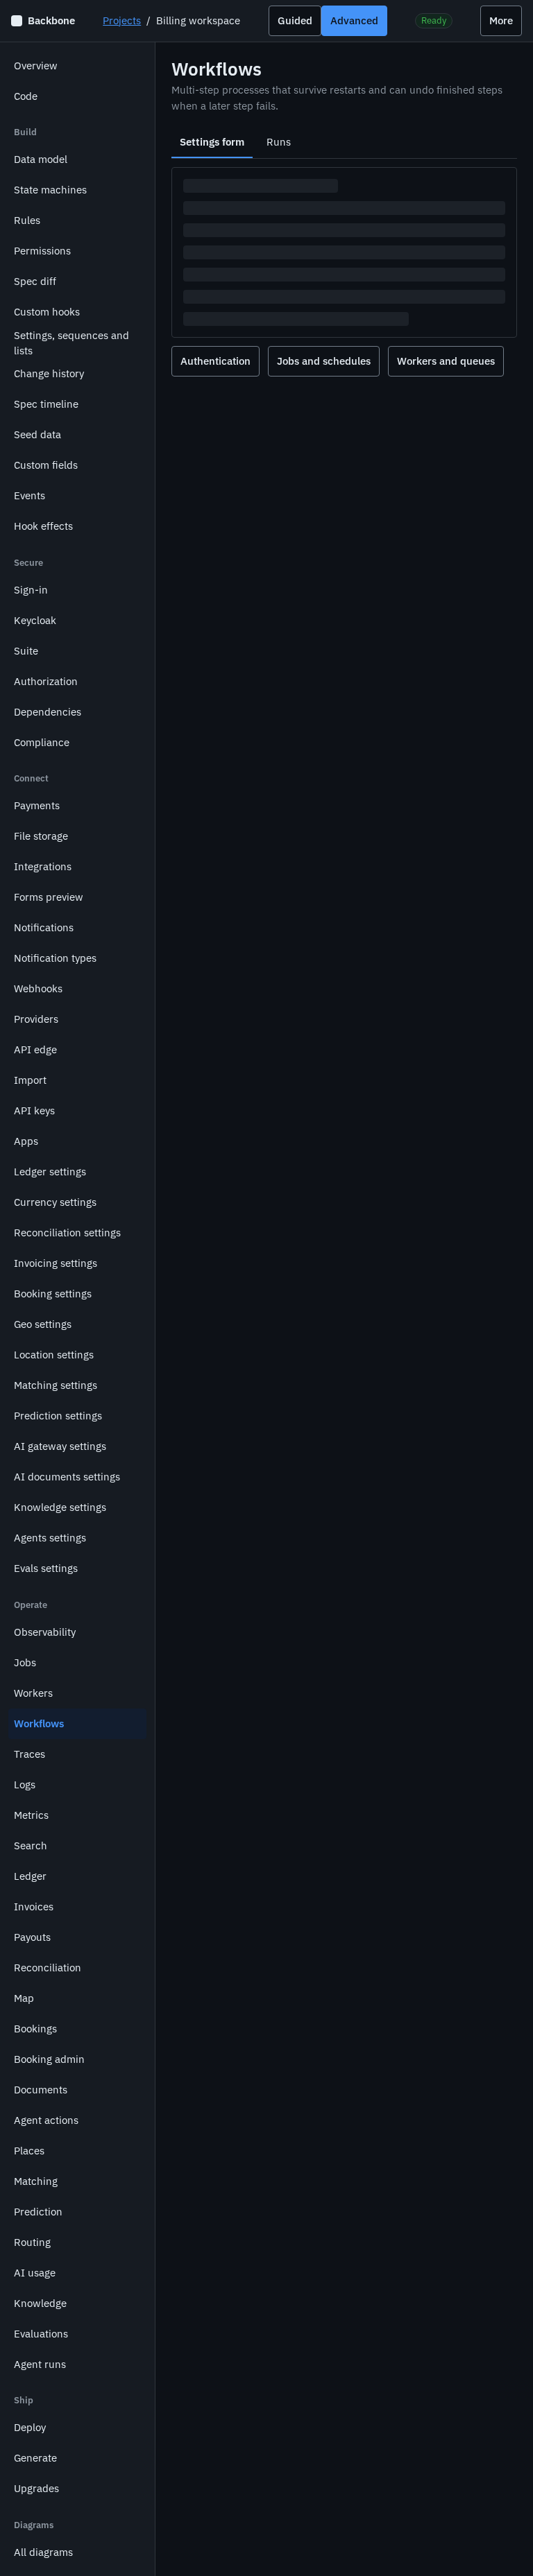 Backbone
Projects / Billing workspace
Guided
Advanced
Ready
More
Overview
Code
Build
Data model
State machines
Rules
Permissions
Spec diff
Custom hooks
Settings, sequences and
lists
Change history
Spec timeline
Seed data
Custom fields
Events
Hook effects
Secure
Sign-in
Keycloak
Suite
Authorization
Dependencies
Compliance
Connect
Payments
File storage
Integrations
Forms preview
Notifications
Notification types
Webhooks
Providers
API edge
Import
API keys
Apps
Ledger settings
Currency settings
Reconciliation settings
Invoicing settings
Booking settings
Geo settings
Location settings
Matching settings
Prediction settings
AI gateway settings
AI documents settings
Knowledge settings
Agents settings
Evals settings
Operate
Observability
Jobs
Workers
Workflows
Traces
Logs
Metrics
Search
Ledger
Invoices
Payouts
Reconciliation
Map
Bookings
Booking admin
Documents
Agent actions
Places
Matching
Prediction
Routing
AI usage
Knowledge
Evaluations
Agent runs
Ship
Deploy
Generate
Upgrades
Diagrams
All diagrams
Workflows
Multi-step processes that survive restarts and can undo finished steps
when a later step fails.
Settings form
Runs
Authentication
Jobs and schedules
Workers and queues